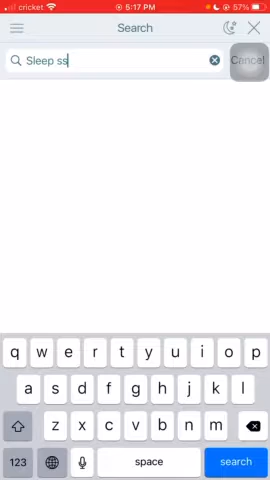 cricket 5:17 PM 57%
Search
Sleep ss Cancel
q w e r t y u i o p
a s d f g h j k l
z x c v b n m
123 space search